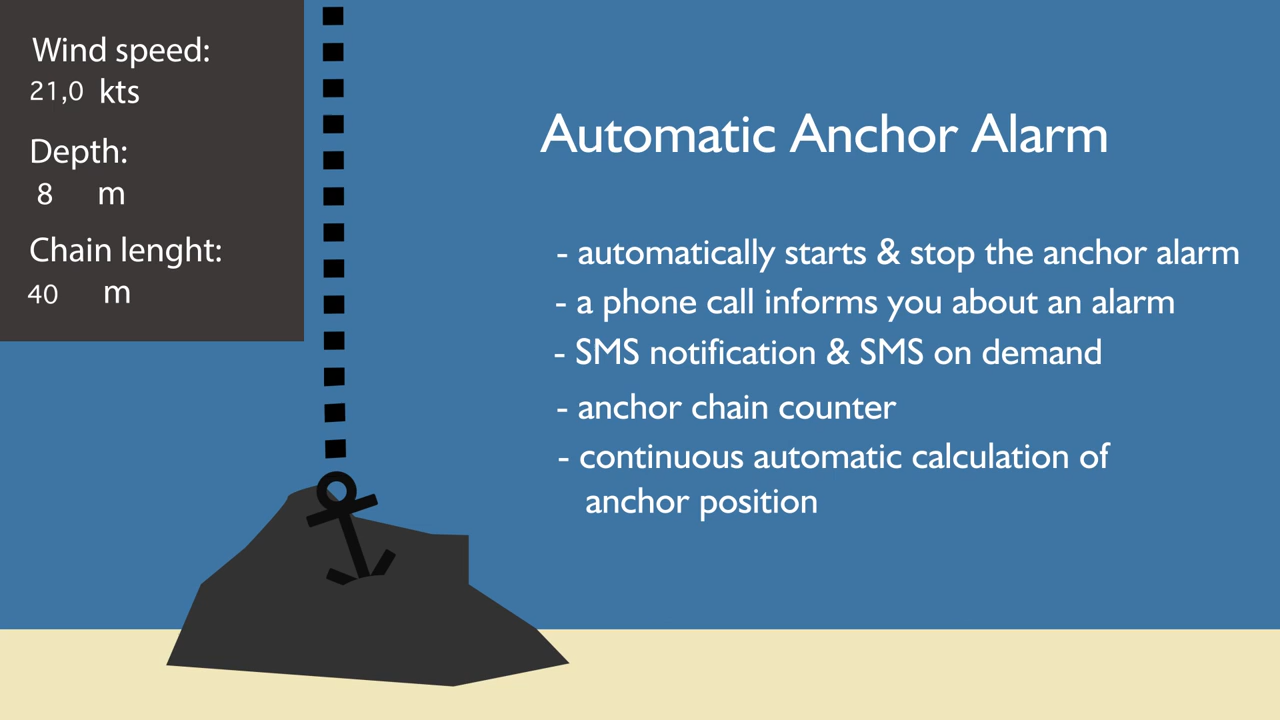 Wind speed:
21,0 kts
Depth:
8 m
Chain lenght:
40 m
Automatic Anchor Alarm
- automatically starts & stop the anchor alarm
- a phone call informs you about an alarm
- SMS notification & SMS on demand
- anchor chain counter
- continuous automatic calculation of
anchor position